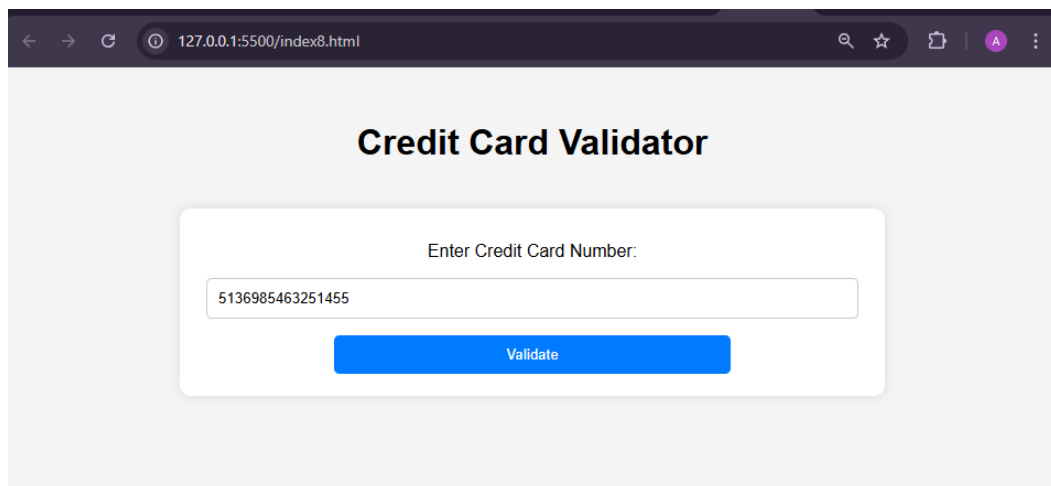 127.0.0.1:5500/index8.html
A
Credit Card Validator
Enter Credit Card Number:
5136985463251455
Validate